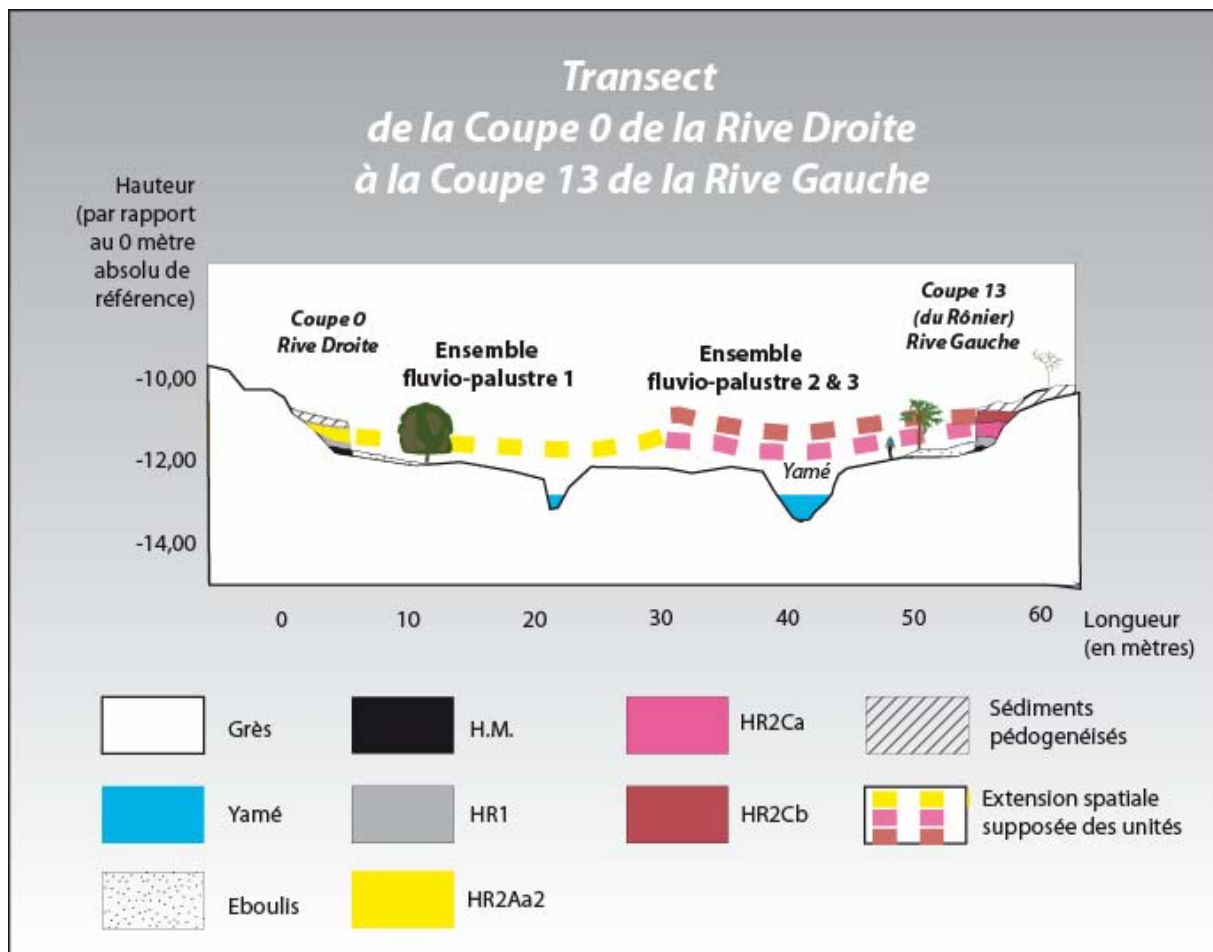 Transect
de la Coupe 0 de la Rive Droite
à la Coupe 13 de la Rive Gauche
Hauteur
(par rapport
au 0 mètre
absolu de
référence)
Coupe 0
Rive Droite
Ensemble
fluvio-palustre 1
Ensemble
fluvio-palustre 2 & 3
Coupe 13
(du Rônier)
Rive Gauche
-10,00
-12,00
-14,00
Yamé
0
10
20
30
40
50
60
Longueur
(en mètres)
Grès
H.M.
HR2Ca
Sédiments
pédogenéisés
Yamé
HR1
HR2Cb
Extension spatiale
supposée des unités
Eboulis
HR2Aa2